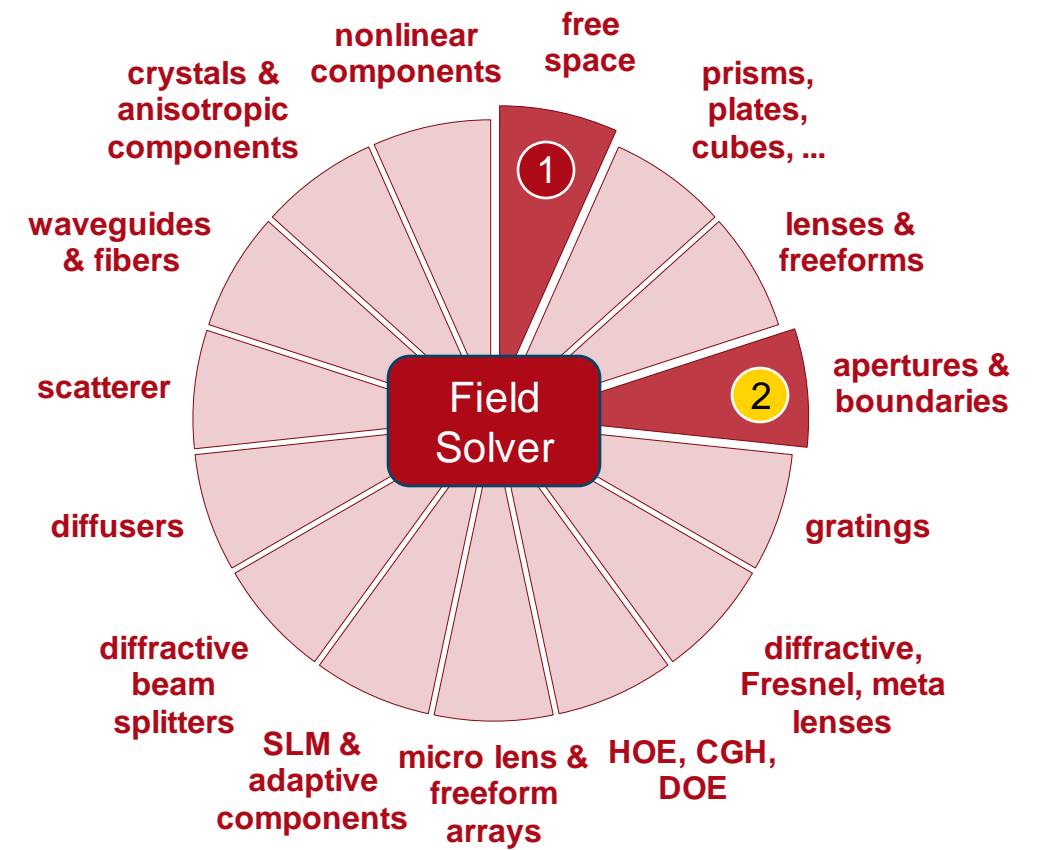 free
space
prisms,
plates,
cubes, ...
lenses &
freeforms
apertures &
boundaries
gratings
diffractive,
Fresnel, meta
lenses
HOE, CGH,
DOE
micro lens &
freeform
arrays
SLM &
adaptive
components
diffractive
beam
splitters
diffusers
scatterer
waveguides
& fibers
crystals &
anisotropic
components
nonlinear
components
1
2
Field
Solver